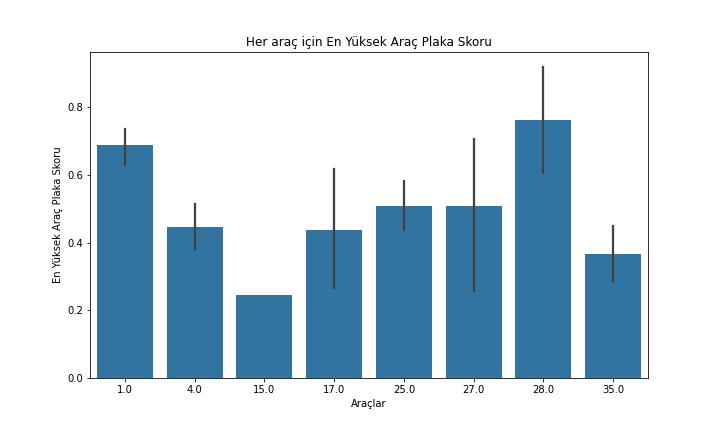 Her araç için En Yüksek Araç Plaka Skoru
En Yüksek Araç Plaka Skoru
0.8
0.6
0.4
0.2
0.0
1.0 4.0 15.0 17.0 25.0 27.0 28.0 35.0
Araçlar